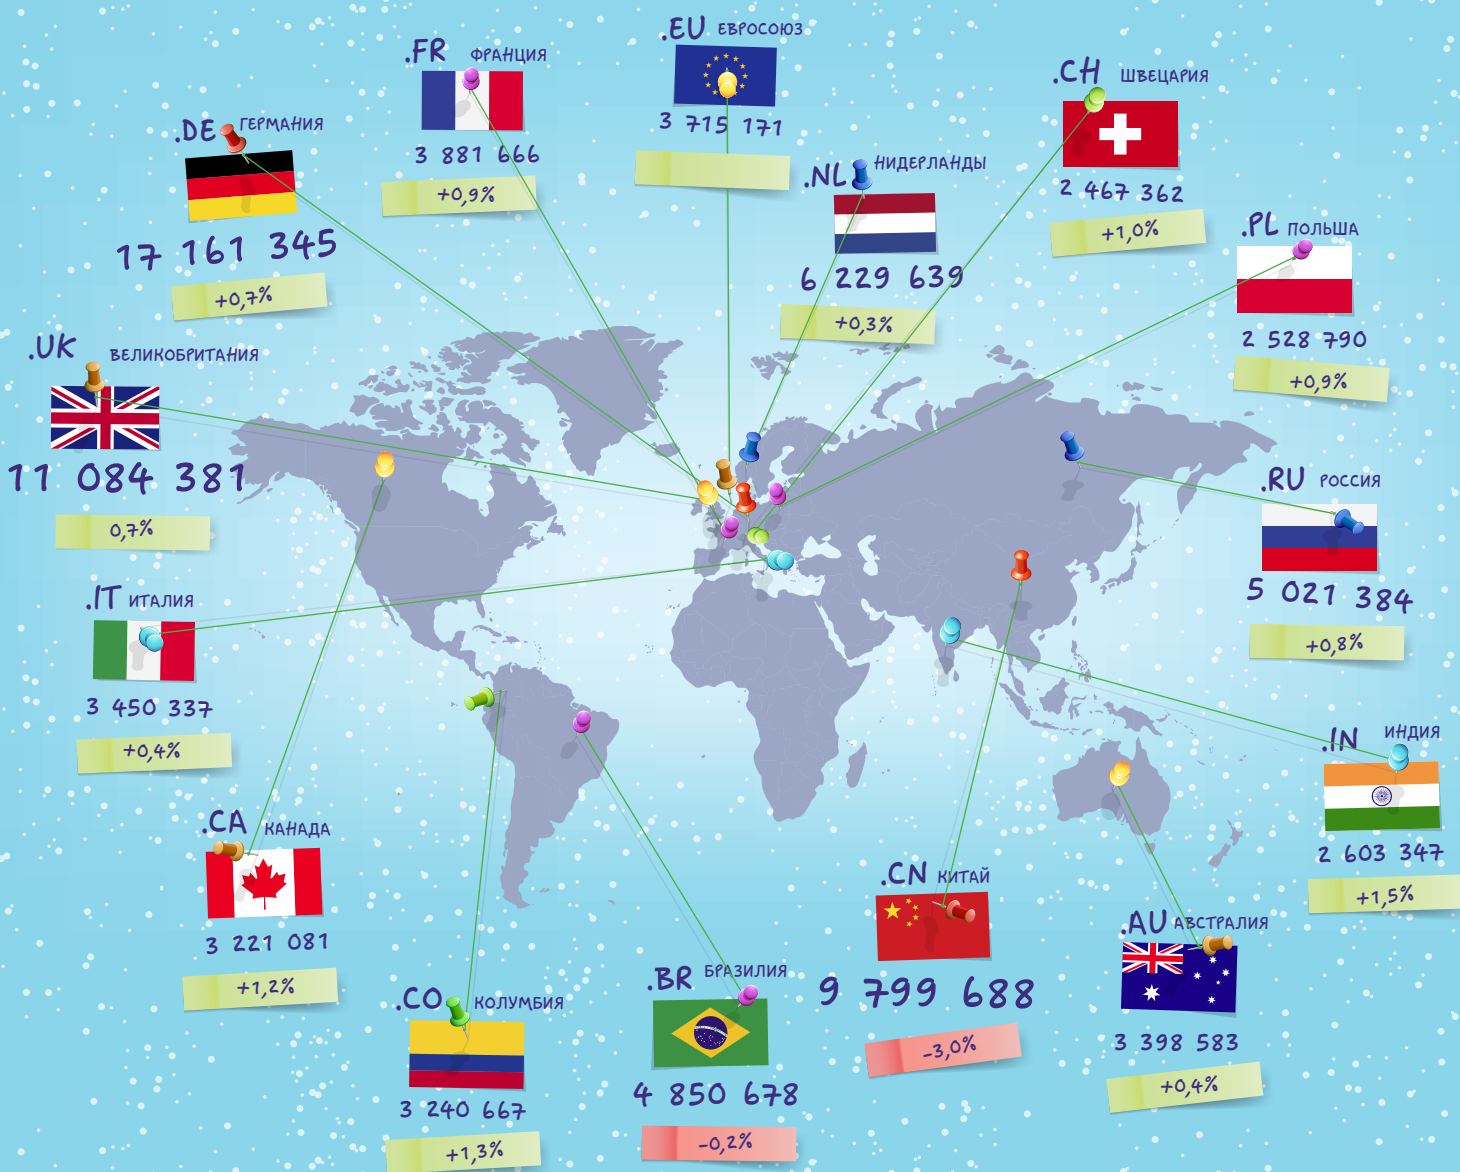 .EU ЕВРОСОЮЗ
3 715 171
.FR ФРАНЦИЯ
3 881 666
+0,9%
.CH ШВЕЦАРИЯ
2 467 362
+1,0%
.DE ГЕРМАНИЯ
17 161 345
+0,7%
.NL НИДЕРЛАНДЫ
6 229 639
+0,3%
.PL ПОЛЬША
2 528 790
+0,9%
.UK ВЕЛИКОБРИТАНИЯ
11 084 381
0,7%
.RU РОССИЯ
5 021 384
+0,8%
.IT ИТАЛИЯ
3 450 337
+0,4%
.IN ИНДИЯ
2 603 347
+1,5%
.CA КАНАДА
3 221 081
+1,2%
.CN КИТАЙ
9 799 688
-3,0%
.AU АВСТРАЛИЯ
3 398 583
+0,4%
.CO КОЛУМБИЯ
3 240 667
+1,3%
.BR БРАЗИЛИЯ
4 850 678
-0,2%